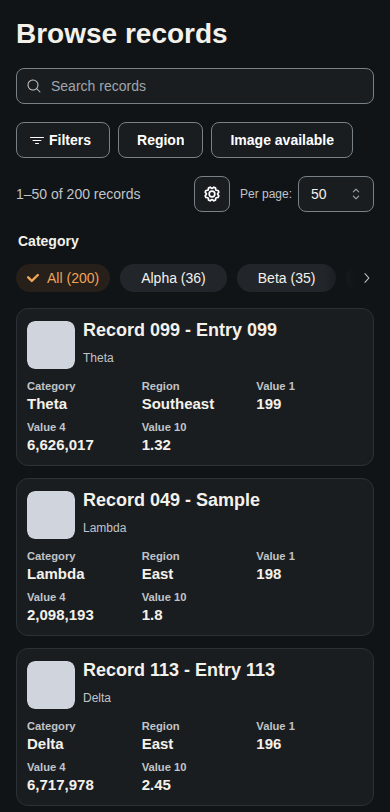 Browse records
Search records
Filters Region Image available
1–50 of 200 records Per page: 50
Category
All (200) Alpha (36) Beta (35)
Record 099 - Entry 099
Theta
Category Region Value 1
Theta Southeast 199
Value 4 Value 10
6,626,017 1.32
Record 049 - Sample
Lambda
Category Region Value 1
Lambda East 198
Value 4 Value 10
2,098,193 1.8
Record 113 - Entry 113
Delta
Category Region Value 1
Delta East 196
Value 4 Value 10
6,717,978 2.45